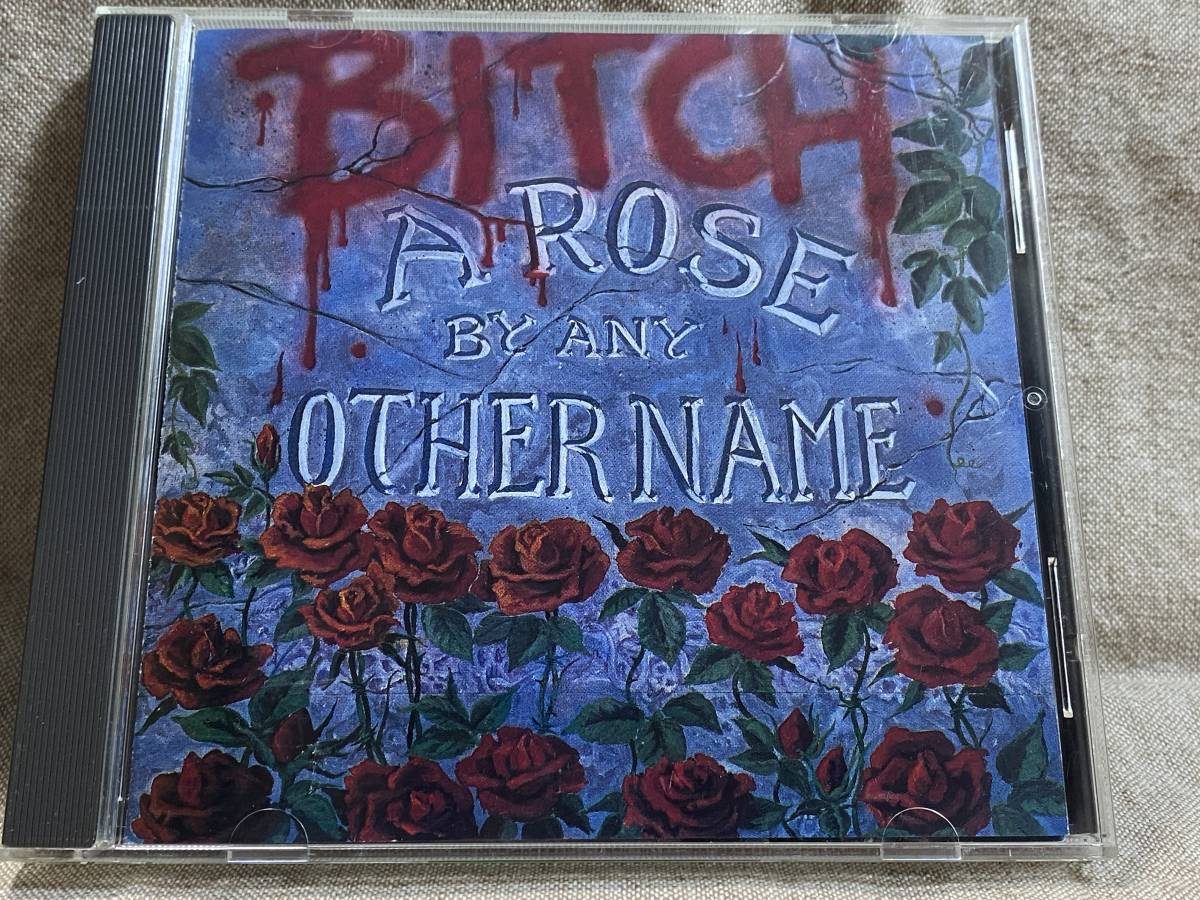 BITCH
A ROSE
BY ANY
OTHER NAME